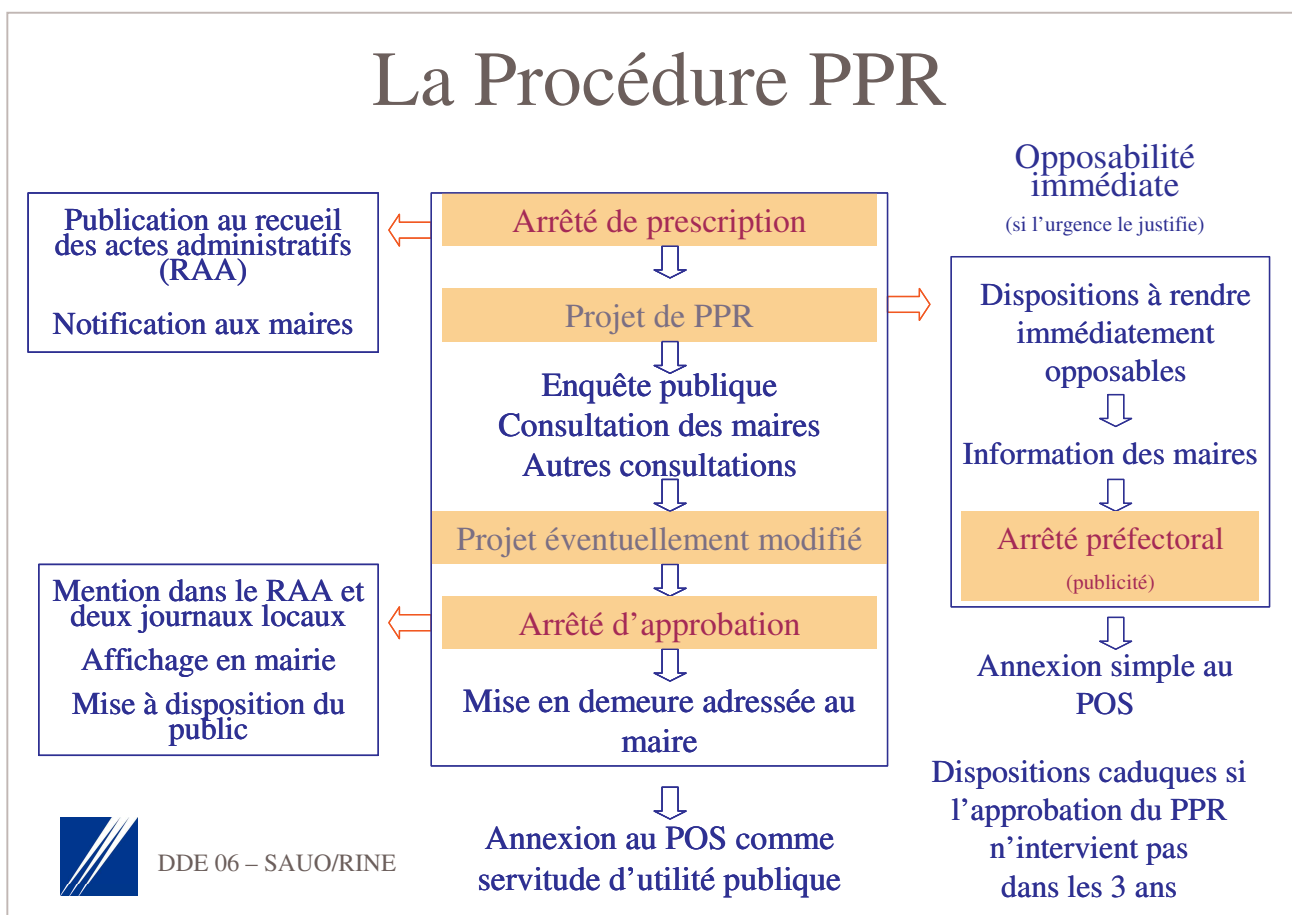 La Procédure PPR
Publication au recueil
des actes administratifs
(RAA)
Notification aux maires
Mention dans le RAA et
deux journaux locaux
Affichage en mairie
Mise à disposition du
public
Arrêté de prescription
Projet de PPR
Enquête publique
Consultation des maires
Autres consultations
Projet éventuellement modifié
Arrêté d’approbation
Mise en demeure adressée au
maire
Annexion au POS comme
servitude d’utilité publique
Opposabilité
immédiate
(si l’urgence le justifie)
Dispositions à rendre
immédiatement
opposables
Information des maires
Arrêté préfectoral
(publicité)
Annexion simple au
POS
Dispositions caduques si
l’approbation du PPR
n’intervient pas
dans les 3 ans
DDE 06 – SAUO/RINE